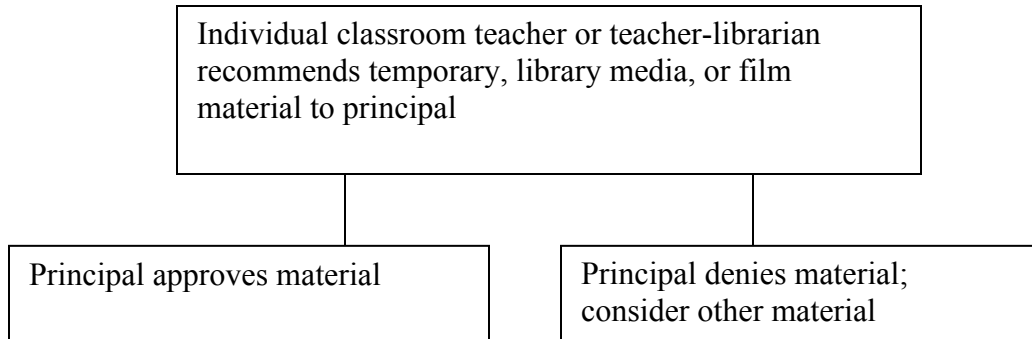 Individual classroom teacher or teacher-librarian
recommends temporary, library media, or film
material to principal
Principal approves material
Principal denies material;
consider other material